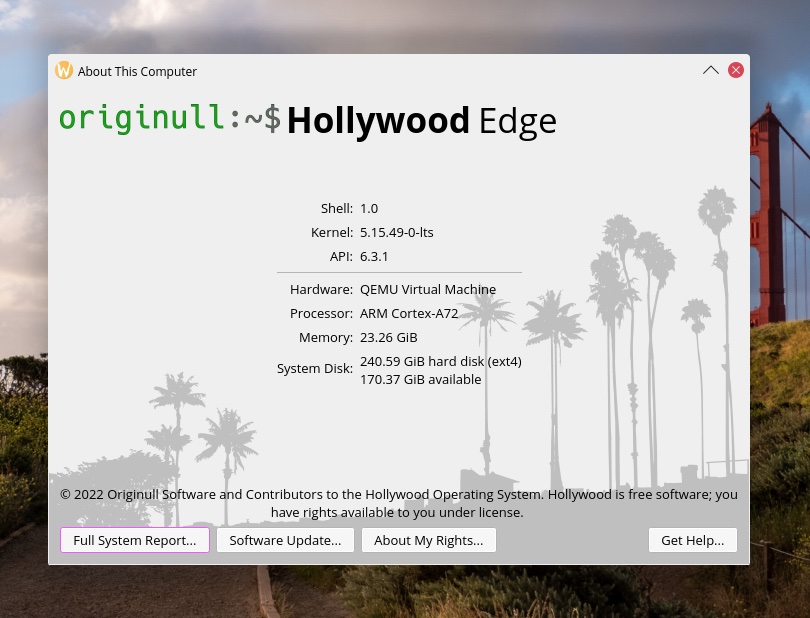 About This Computer
originull:~$ Hollywood Edge
Shell: 1.0
Kernel: 5.15.49-0-lts
API: 6.3.1
Hardware: QEMU Virtual Machine
Processor: ARM Cortex-A72
Memory: 23.26 GiB
System Disk: 240.59 GiB hard disk (ext4)
170.37 GiB available
© 2022 Originull Software and Contributors to the Hollywood Operating System. Hollywood is free software; you
have rights available to you under license.
Full System Report... Software Update... About My Rights... Get Help...